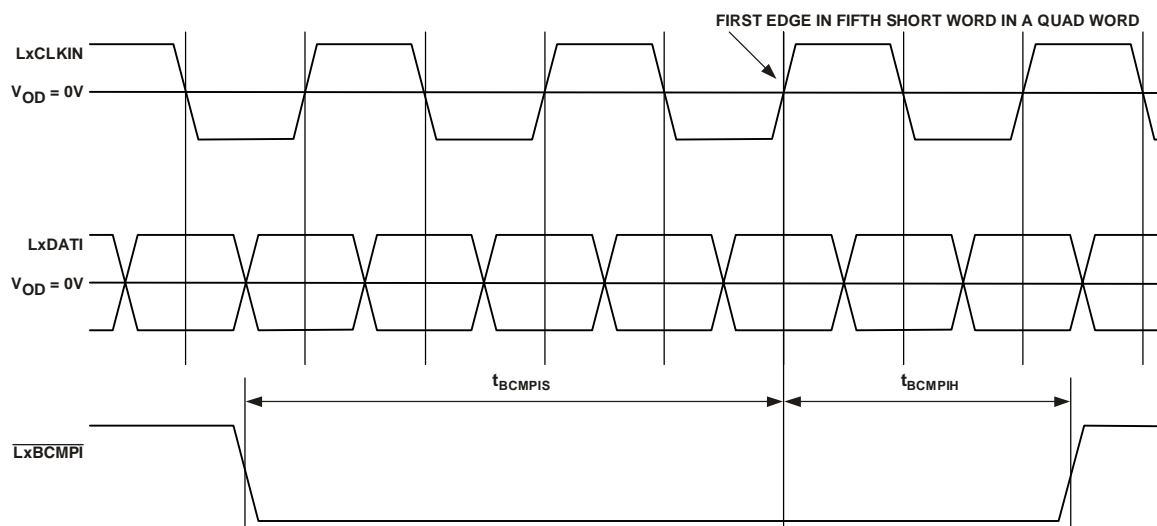 FIRST EDGE IN FIFTH SHORT WORD IN A QUAD WORD
LxCLKIN
VOD = 0V
LxDATI
VOD = 0V
tBCMPIS
tBCMPIH
LxBCMPI